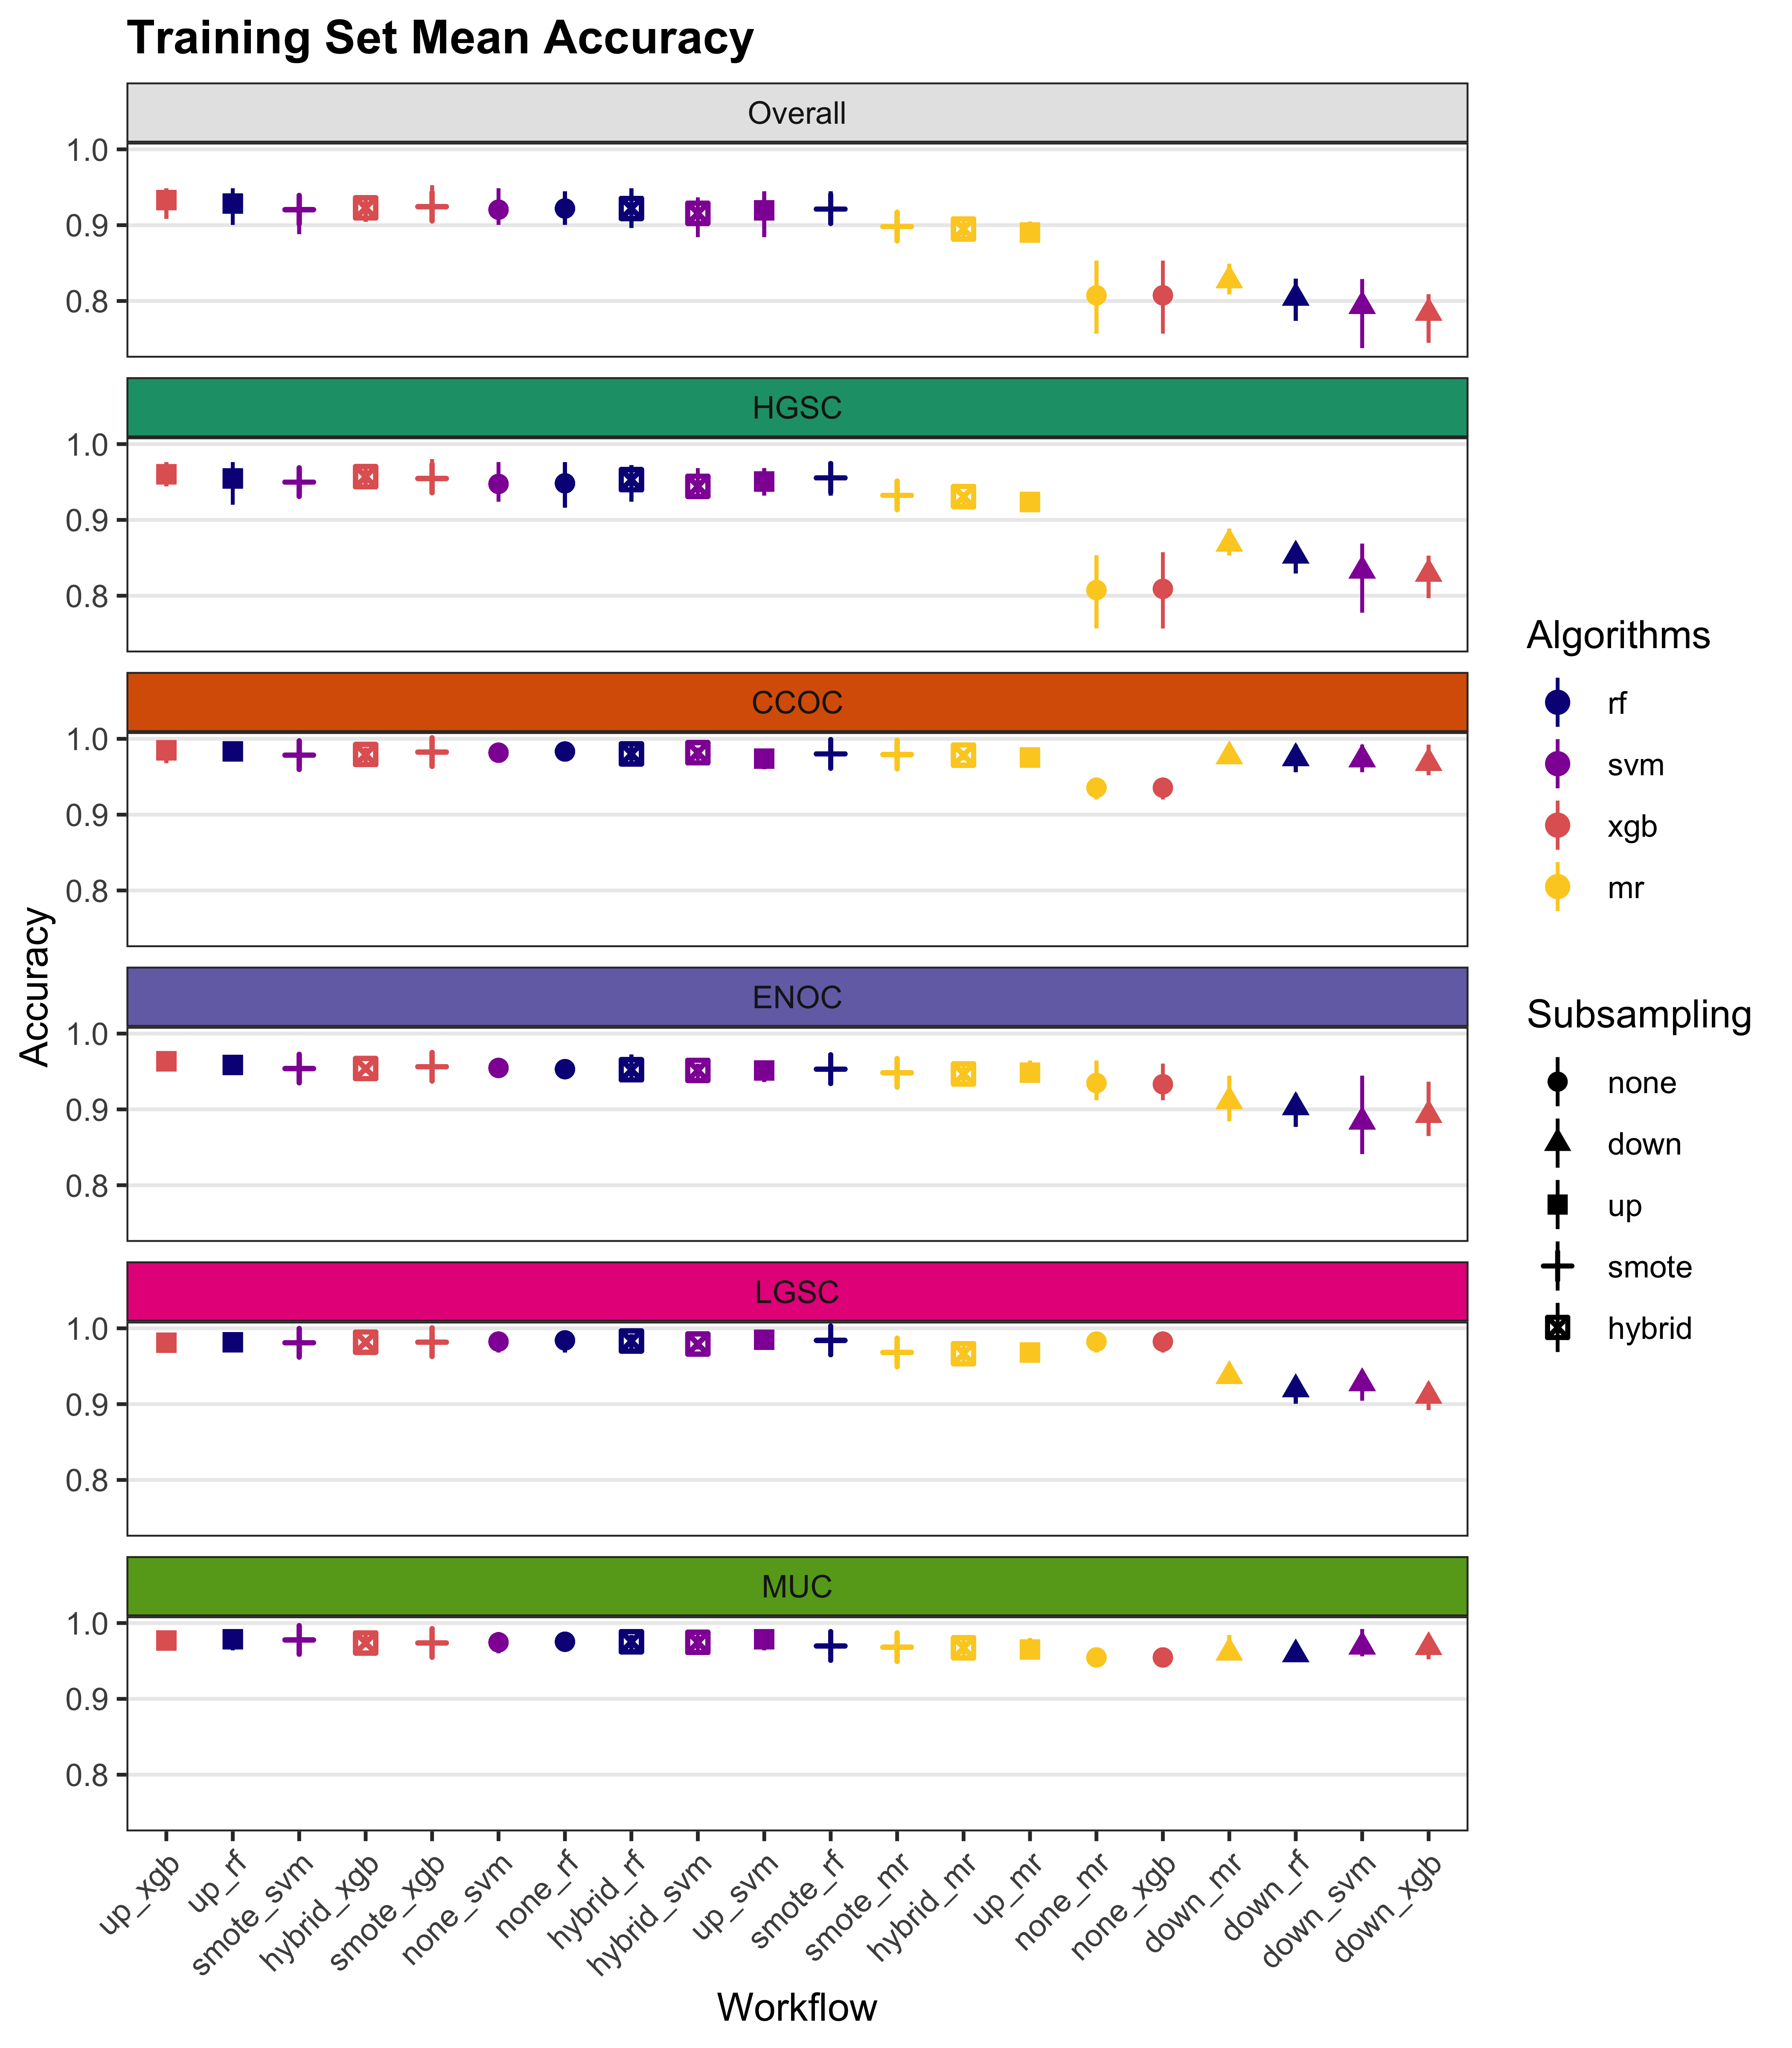 Training Set Mean Accuracy
Overall
1.0
0.9
0.8
HGSC
1.0
0.9
0.8
CCOC
1.0
0.9
0.8
ENOC
1.0
0.9
0.8
LGSC
1.0
0.9
0.8
MUC
1.0
0.9
0.8
Accuracy
up_xgb
up_rf
smote_svm
hybrid_xgb
smote_xgb
none_svm
none_rf
hybrid_rf
hybrid_svm
up_svm
smote_rf
smote_mr
hybrid_mr
up_mr
none_mr
none_xgb
down_mr
down_rf
down_svm
down_xgb
Workflow
Algorithms
rf
svm
xgb
mr
Subsampling
none
down
up
smote
hybrid